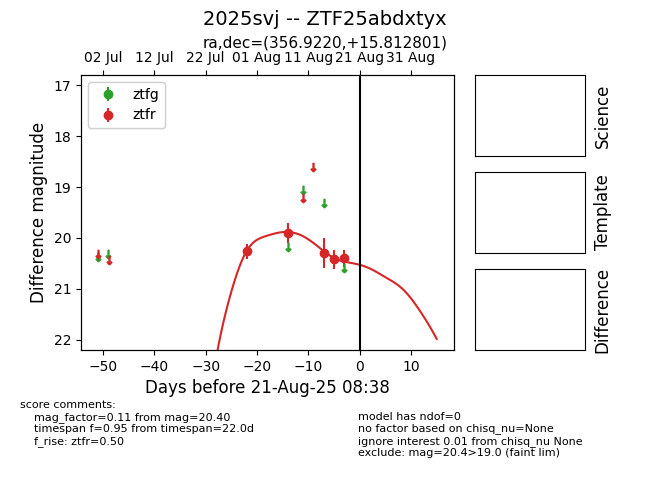 2025svj -- ZTF25abdxtyx
ra,dec=(356.9220,+15.812801)
02 Jul 12 Jul 22 Jul 01 Aug 11 Aug 21 Aug 31 Aug
ztfg
ztfr
17
18
19
20
21
22
Difference magnitude
−50 −40 −30 −20 −10 0 10
Days before 21-Aug-25 08:38
Science
Template
Difference
score comments:
mag_factor=0.11 from mag=20.40
timespan f=0.95 from timespan=22.0d
f_rise: ztfr=0.50
model has ndof=0
no factor based on chisq_nu=None
ignore interest 0.01 from chisq_nu None
exclude: mag=20.4>19.0 (faint lim)